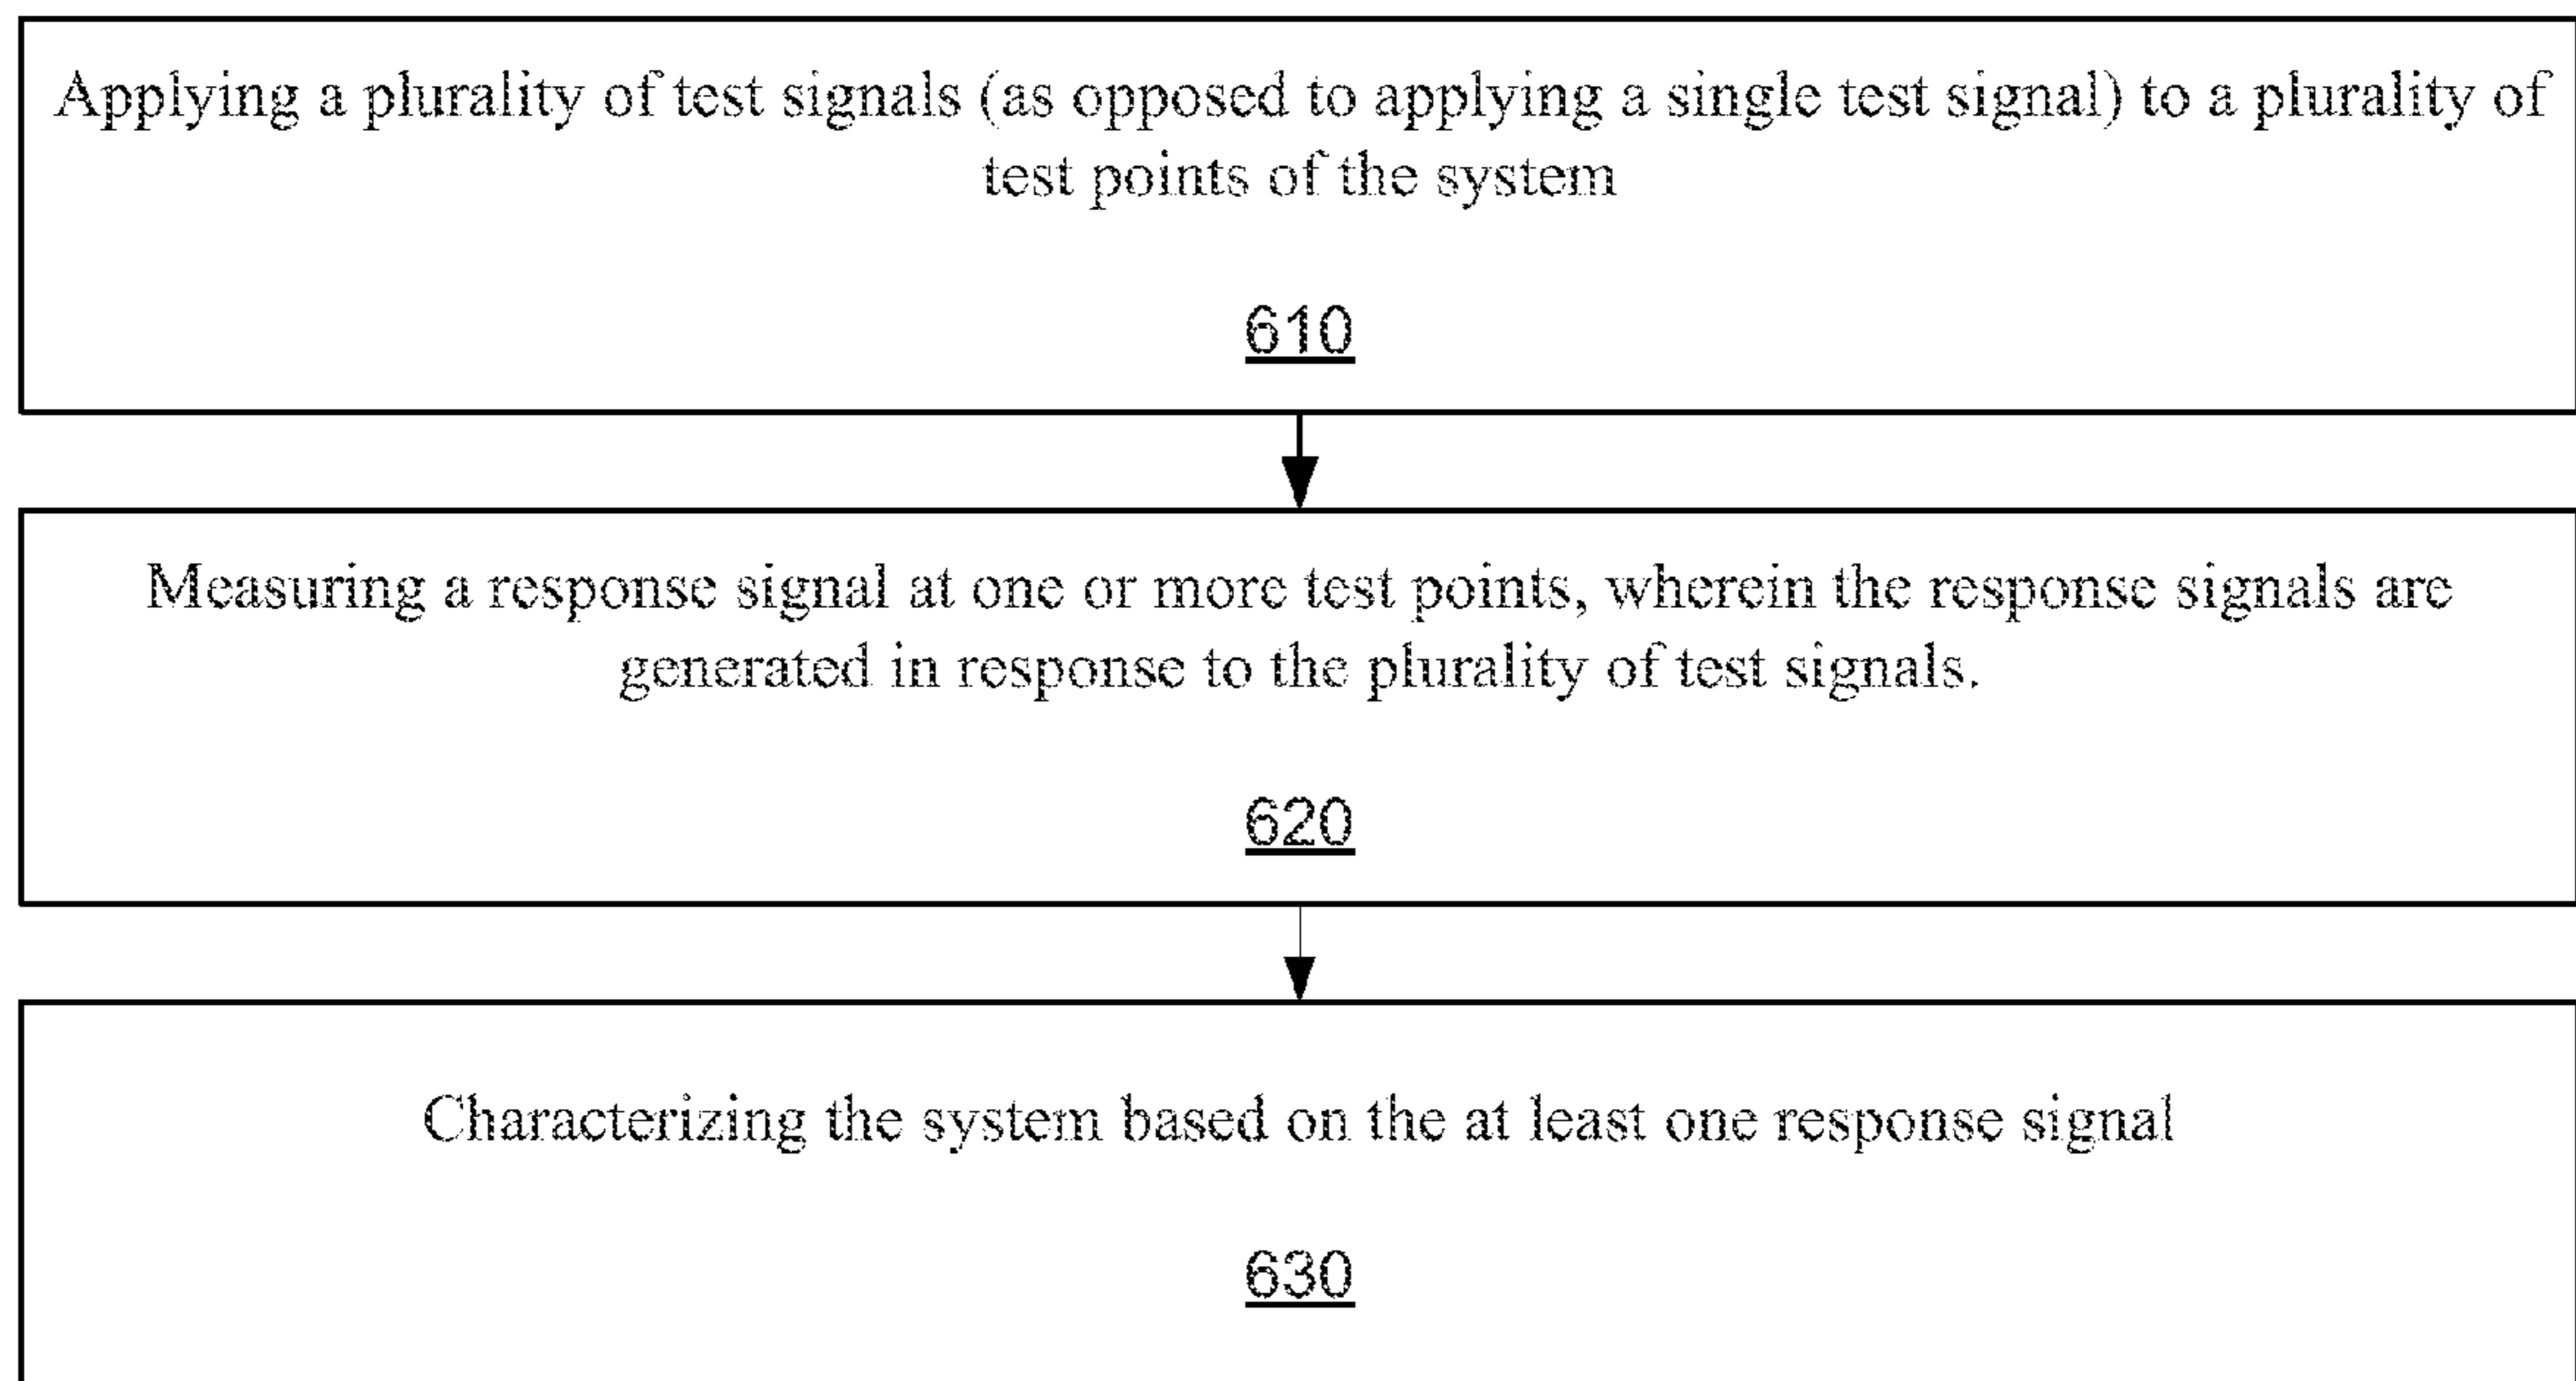 Applying a plurality of test signals (as opposed to applying a single test signal) to a plurality of
test points of the system
610
Measuring a response signal at one or more test points, wherein the response signals are
generated in response to the plurality of test signals.
620
Characterizing the system based on the at least one response signal
630